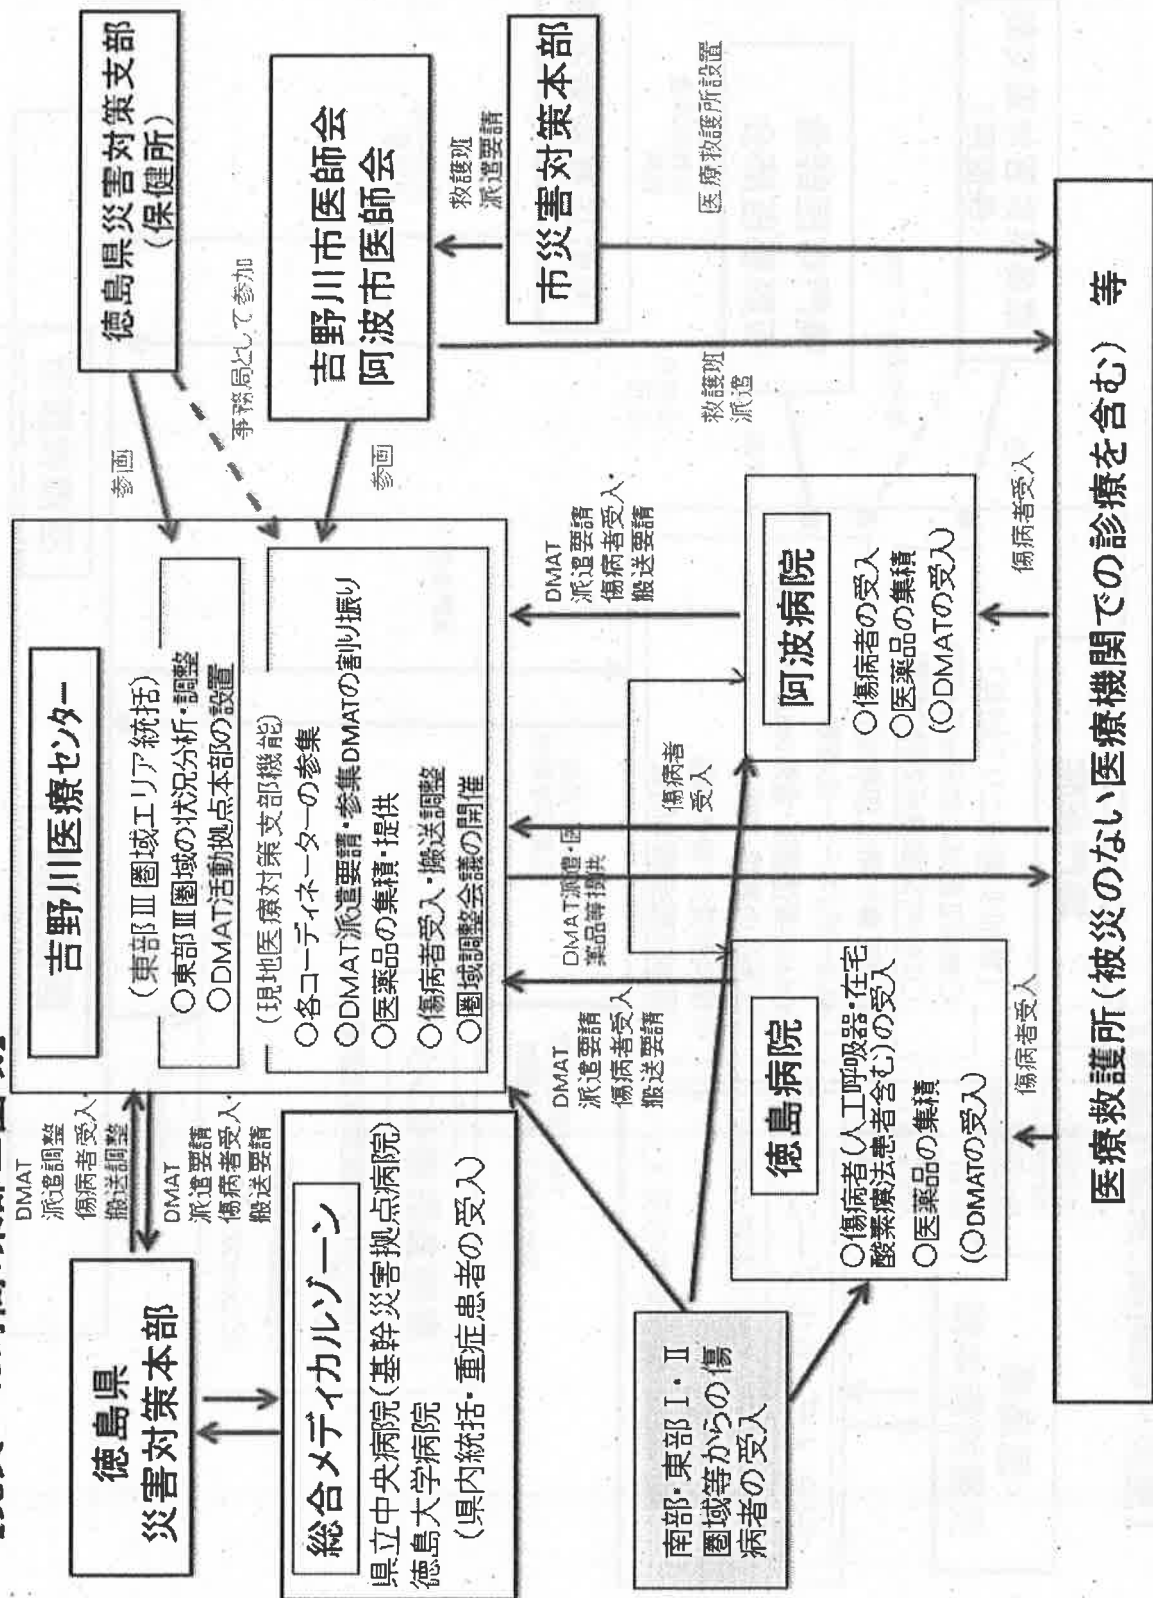 徳島県
災害対策本部
DMAT
派遣調整
傷病者受入・
搬送調整
DMAT
派遣要請
傷病者受入・
搬送要請
総合メディカルゾーン
県立中央病院(基幹災害拠点病院)
徳島大学病院
(県内統括・重症患者の受入)
吉野川医療センター
(東部Ⅲ圏域エリア統括)
○東部Ⅲ圏域の状況分析・調整
○DMAT活動拠点本部の設置
(現地医療対策支部機能)
○各コーディネーターの参集
○DMAT派遣要請・参集DMATの割り振り
○医薬品の集積・提供
○傷病者受入・搬送調整
○圏域調整会議の開催
徳島県災害対策支部
(保健所)
参画
事務局として参加
吉野川市医師会
阿波市医師会
参画
救護班
派遣要請
市災害対策本部
医療救護所設置
救護班
派遣
南部・東部Ⅰ・Ⅱ
圏域等からの傷
病者の受入
DMAT
派遣要請
傷病者受入・
搬送要請
DMAT派遣・医
薬品等提供
傷病者
受入
DMAT
派遣要請
傷病者受入・
搬送要請
徳島病院
○傷病者(人工呼吸器・在宅
酸素療法患者含む)の受入
○医薬品の集積
(○DMATの受入)
傷病者受入
阿波病院
○傷病者の受入
○医薬品の集積
(○DMATの受入)
傷病者受入
医療救護所(被災のない医療機関での診療を含む) 等